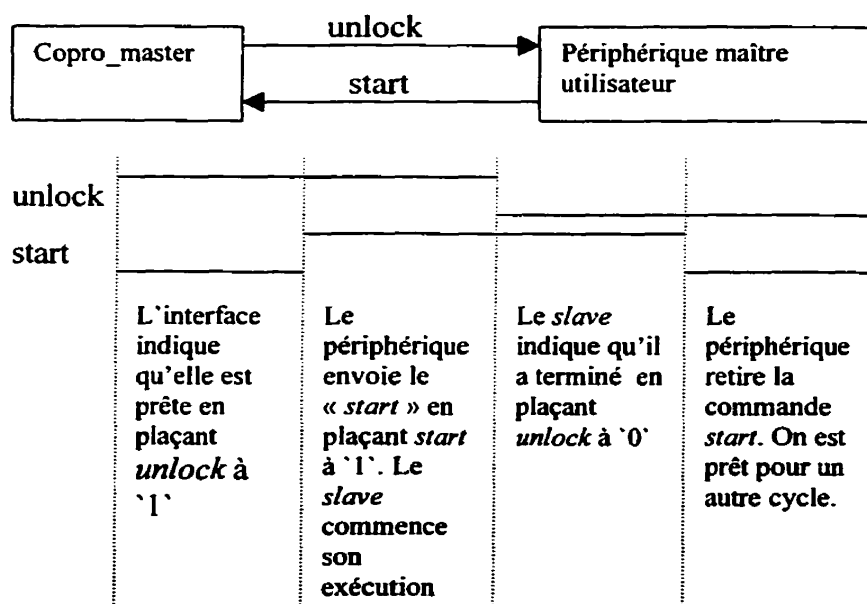 unlock
Copro_master
Périphérique maître
utilisateur
start
unlock
start
L`interface
indique
qu'elle est
prête en
plaçant
unlock à
`1`
Le
périphérique
envoie le
« start » en
plaçant start
à `1`. Le
slave
commence
son
exécution
Le slave
indique qu'il
a terminé en
plaçant
unlock à `0`
Le
périphérique
retire la
commande
start. On est
prêt pour un
autre cycle.